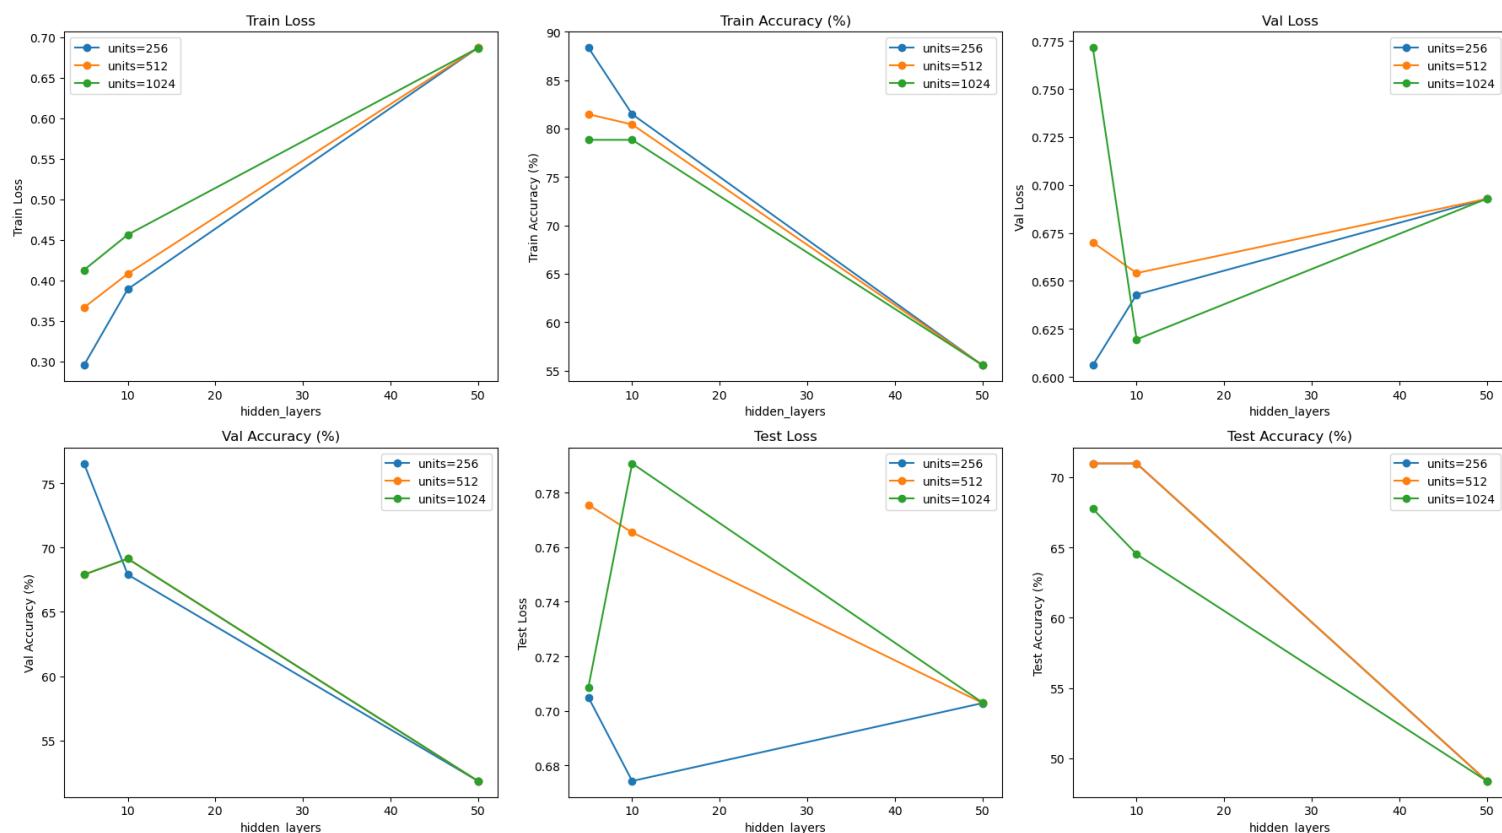 Train Loss
0.70
0.65
0.60
0.55
0.50
0.45
0.40
0.35
0.30
Train Loss
units=256
units=512
units=1024
10
20
30
40
50
hidden_layers
Train Accuracy (%)
90
85
80
75
70
65
60
55
Train Accuracy (%)
units=256
units=512
units=1024
10
20
30
40
50
hidden_layers
Val Loss
0.775
0.750
0.725
0.700
0.675
0.650
0.625
0.600
Val Loss
units=256
units=512
units=1024
10
20
30
40
50
hidden_layers
Val Accuracy (%)
75
70
65
60
55
Val Accuracy (%)
units=256
units=512
units=1024
10
20
30
40
50
hidden_layers
Test Loss
0.78
0.76
0.74
0.72
0.70
0.68
Test Loss
units=256
units=512
units=1024
10
20
30
40
50
hidden_layers
Test Accuracy (%)
70
65
60
55
50
Test Accuracy (%)
units=256
units=512
units=1024
10
20
30
40
50
hidden_layers